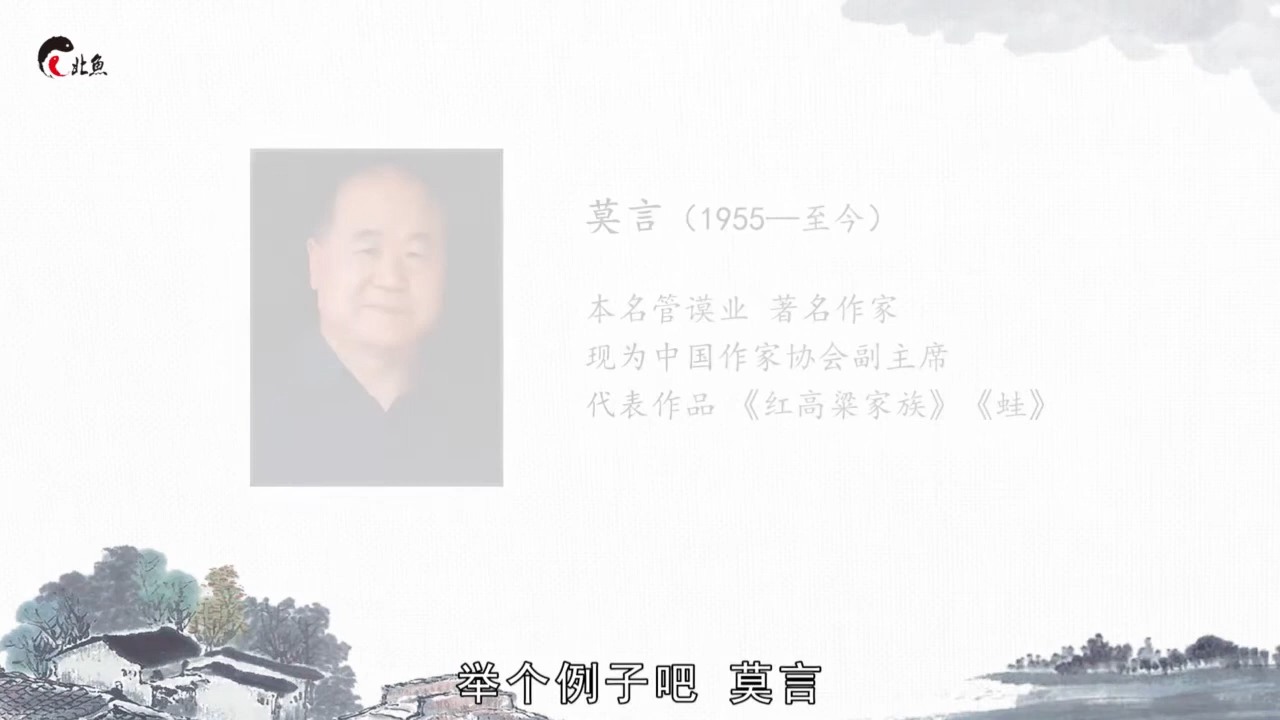 北魚
莫言（1955—至今）
本名管谟业 著名作家
现为中国作家协会副主席
代表作品 《红高粱家族》《蛙》
举个例子吧 莫言